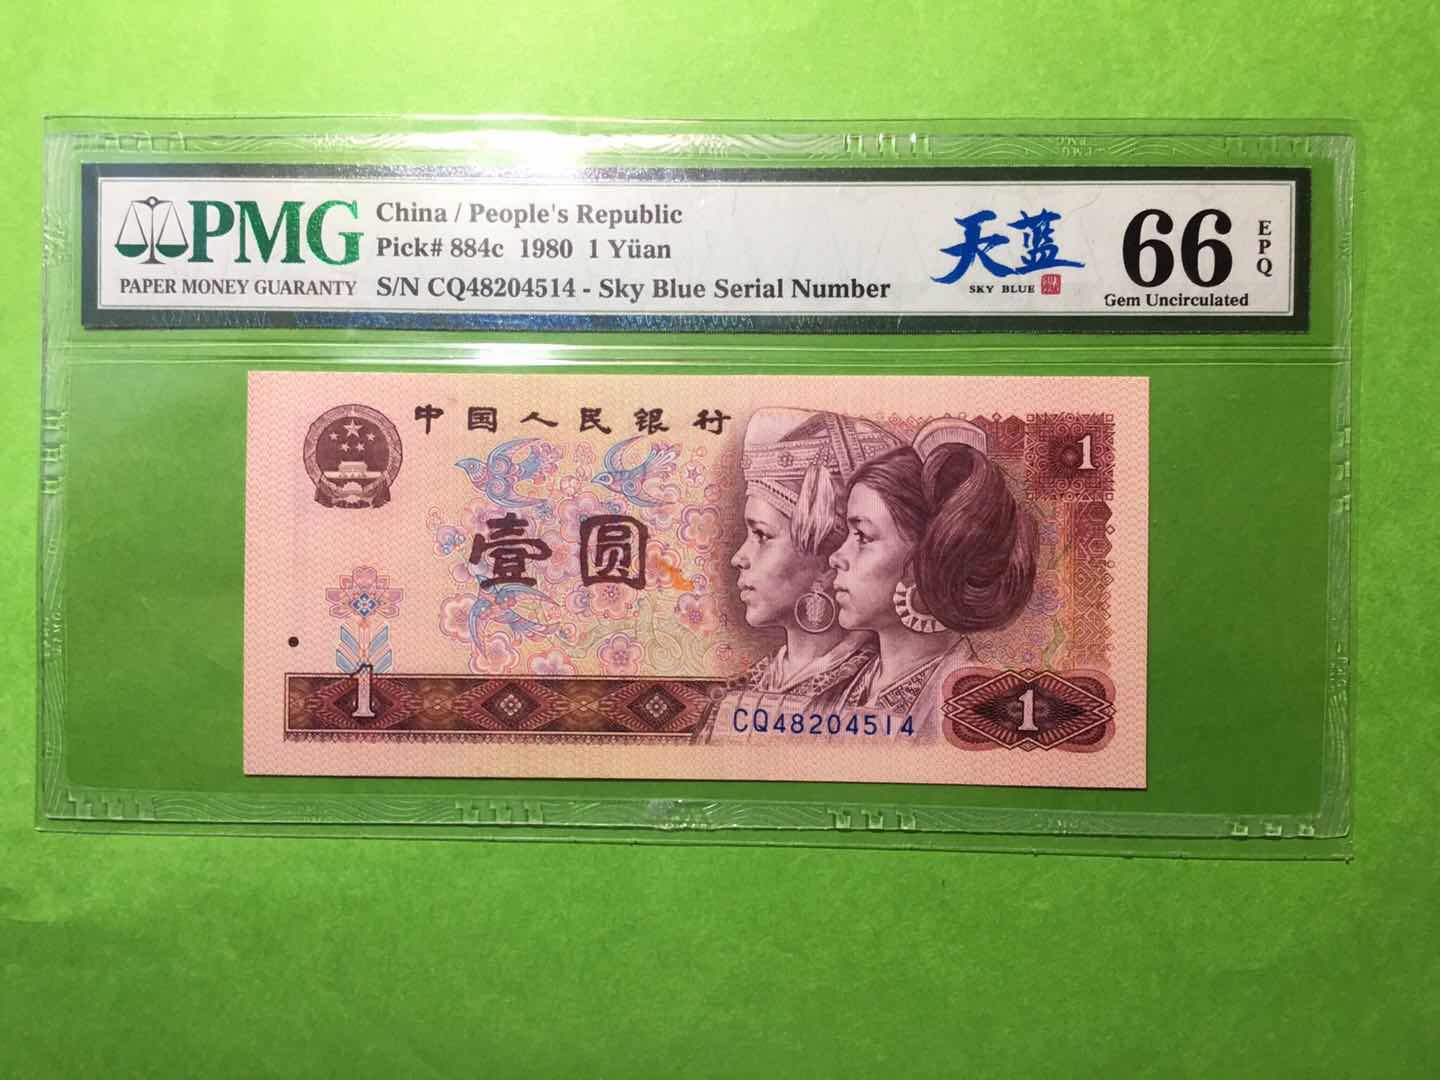 PMG
PAPER MONEY GUARANTY
China / People's Republic
Pick# 884c 1980 1 Yüan
S/N CQ48204514 - Sky Blue Serial Number
天蓝
SKY BLUE
66
EPQ
Gem Uncirculated
中国人民银行
1
壹圆
1
CQ48204514
1